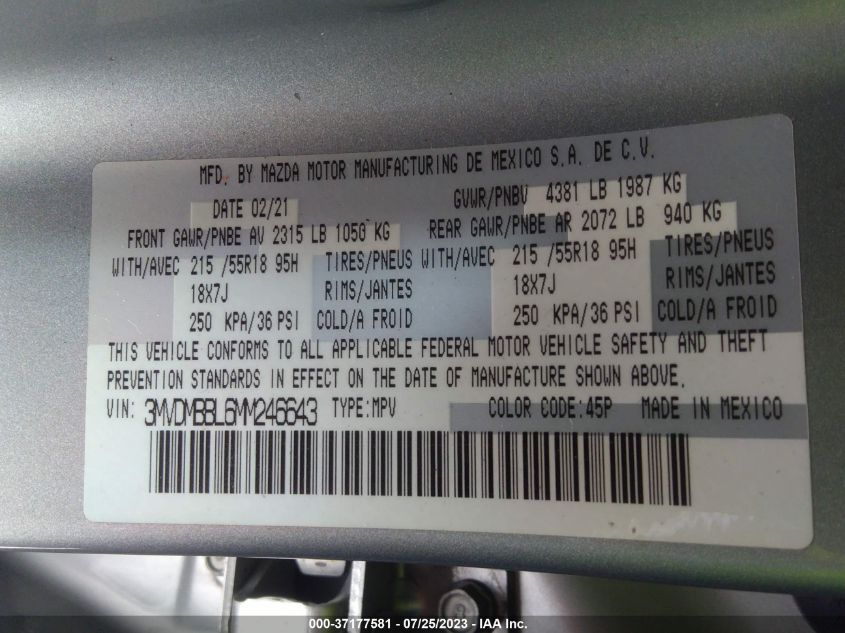 MFD. BY MAZDA MOTOR MANUFACTURING DE MEXICO S.A. DE C.V.
DATE 02/21 GVWR/PNBV 4381 LB 1987 KG
FRONT GAWR/PNBE AV 2315 LB 1050 KG REAR GAWR/PNBE AR 2072 LB 940 KG
WITH/AVEC 215 /55R18 95H TIRES/PNEUS WITH/AVEC 215 /55R18 95H TIRES/PNEUS
18X7J RIMS/JANTES 18X7J RIMS/JANTES
250 KPA/36 PSI COLD/A FROID 250 KPA/36 PSI COLD/A FROID
THIS VEHICLE CONFORMS TO ALL APPLICABLE FEDERAL MOTOR VEHICLE SAFETY AND THEFT
PREVENTION STANDARDS IN EFFECT ON THE DATE OF MANUFACTURE SHOWN ABOVE.
VIN: 3MVDMBBL6MM246643 TYPE:MPV COLOR CODE:45P MADE IN MEXICO
000-37177581 - 07/25/2023 - IAA Inc.